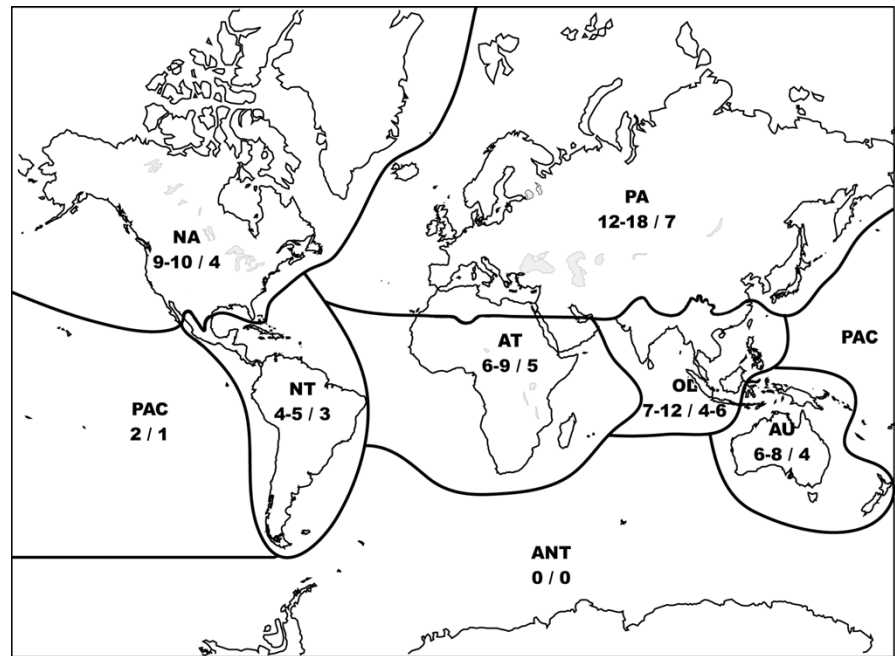 PA
12-18 / 7
NA
9-10 / 4
AT
6-9 / 5
PAC
NT
4-5 / 3
OL
7-12 / 4-6
PAC
2 / 1
AU
6-8 / 4
ANT
0 / 0